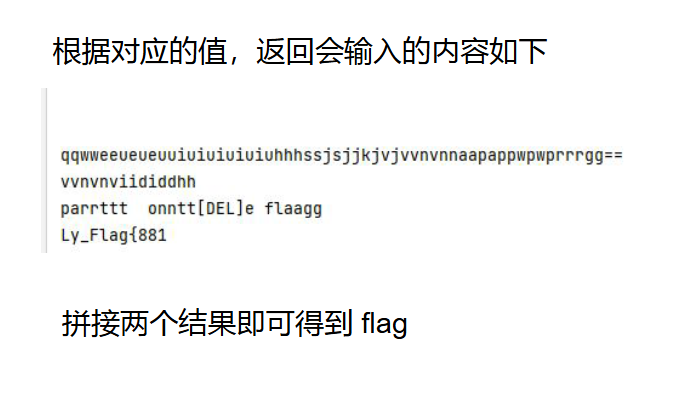 根据对应的值，返回会输入的内容如下
qqwweeueueuuiuiuiuiuiuhhhssjsjjkjvjvvnvnnaapappwpwprrrgg==
vvnvnviididdhh
parrttt  onntt[DEL]e flaagg
Ly_Flag{881
拼接两个结果即可得到 flag